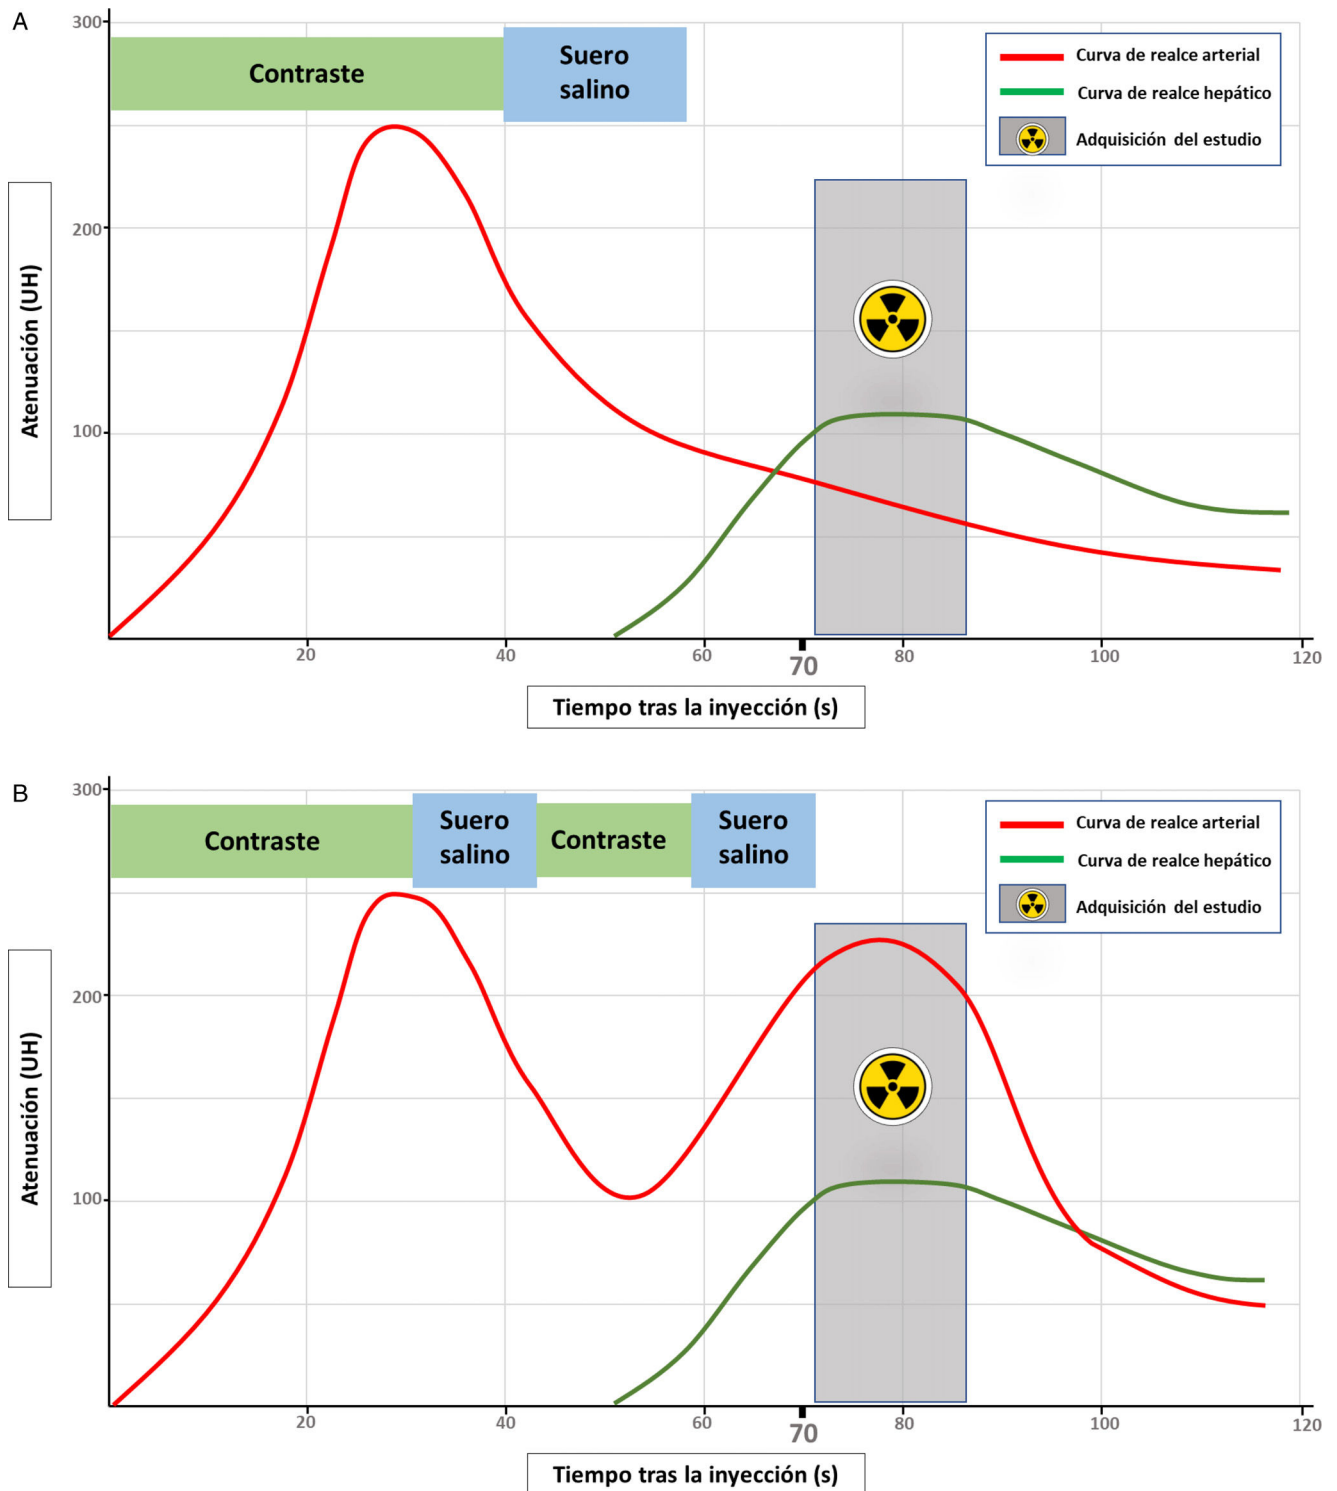 A
300
200
100
Contraste
Suero
salino
Curva de realce arterial
Curva de realce hepático
Adquisición del estudio
Atenuación (UH)
20
40
60
70
80
100
120
Tiempo tras la inyección (s)
B
300
200
100
Contraste
Suero
salino
Contraste
Suero
salino
Curva de realce arterial
Curva de realce hepático
Adquisición del estudio
Atenuación (UH)
20
40
60
70
80
100
120
Tiempo tras la inyección (s)